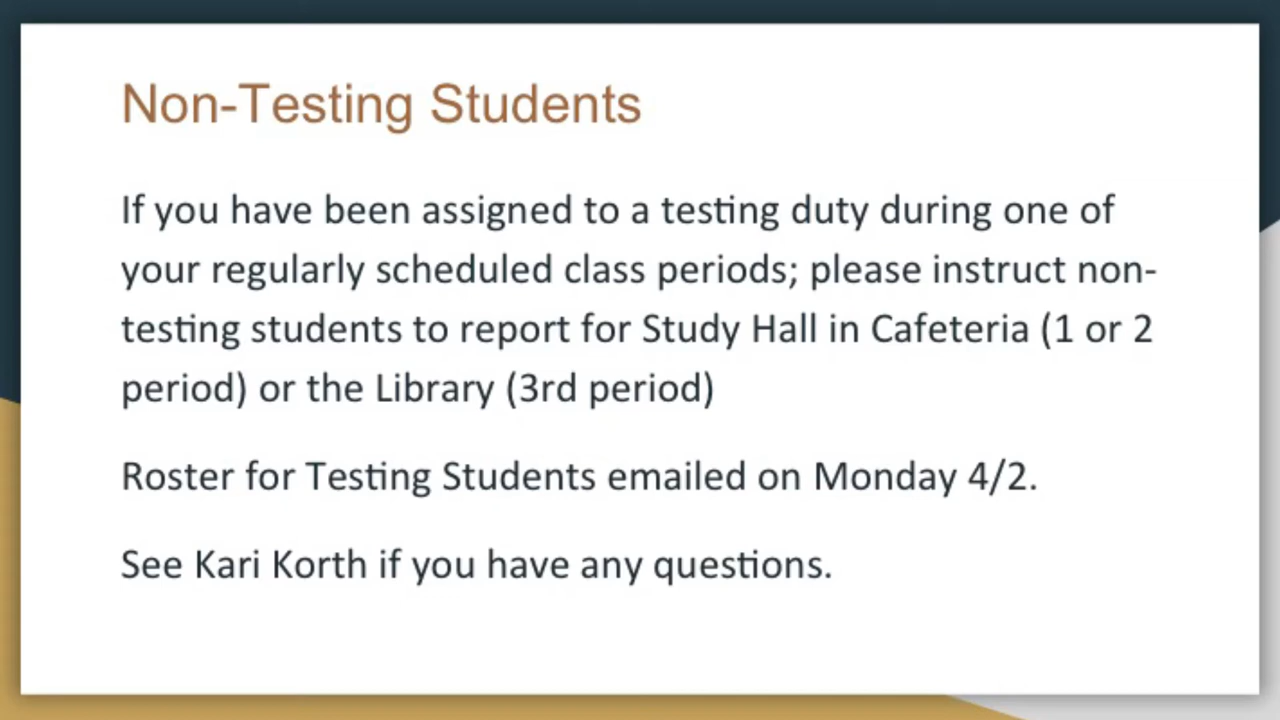 Non-Testing Students
If you have been assigned to a testing duty during one of
your regularly scheduled class periods; please instruct non-
testing students to report for Study Hall in Cafeteria (1 or 2
period) or the Library (3rd period)
Roster for Testing Students emailed on Monday 4/2.
See Kari Korth if you have any questions.